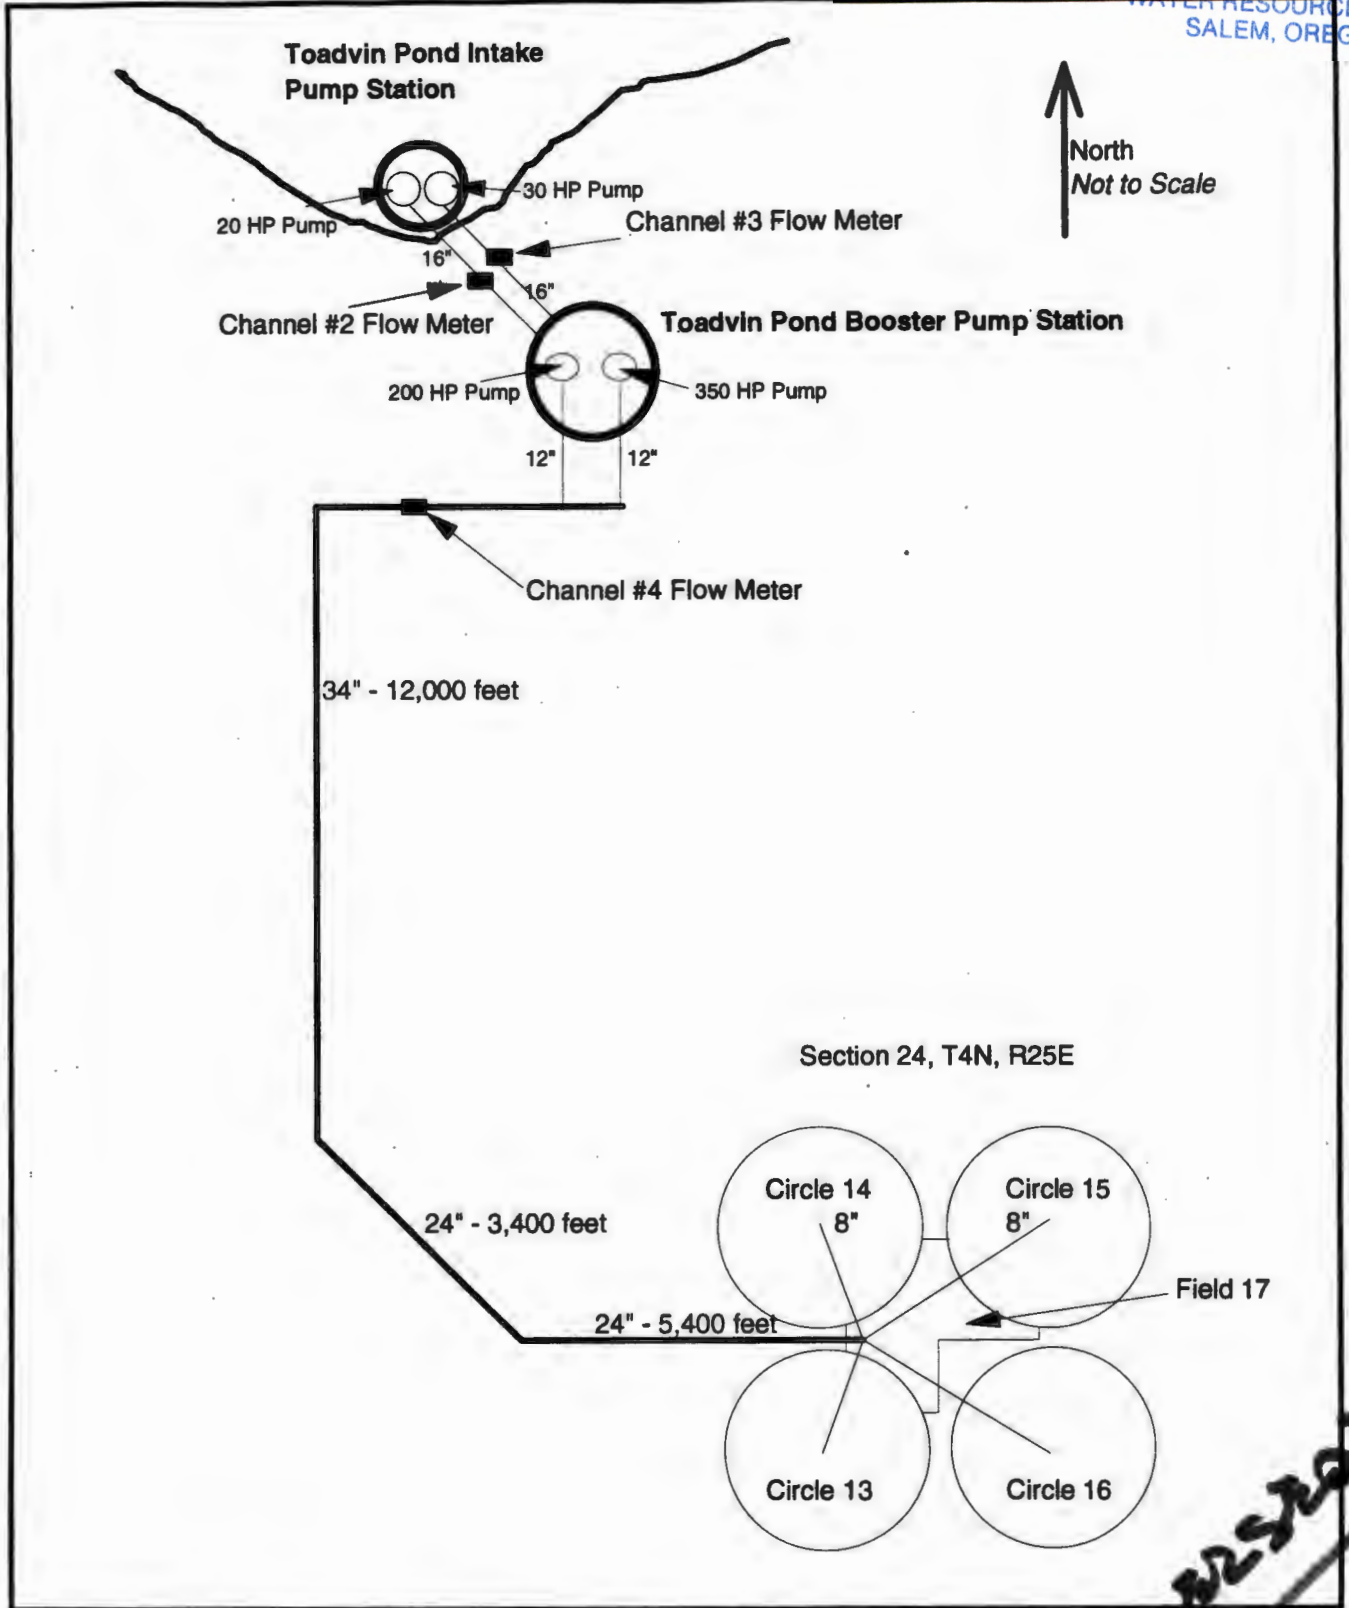 SALEM, OREG
Toadvin Pond Intake
Pump Station
North
Not to Scale
30 HP Pump
20 HP Pump
Channel #3 Flow Meter
16"
16"
Channel #2 Flow Meter
Toadvin Pond Booster Pump Station
200 HP Pump
350 HP Pump
12"
12"
Channel #4 Flow Meter
34" - 12,000 feet
Section 24, T4N, R25E
Circle 14
8"
Circle 15
8"
24" - 3,400 feet
Field 17
24" - 5,400 feet
Circle 13
Circle 16